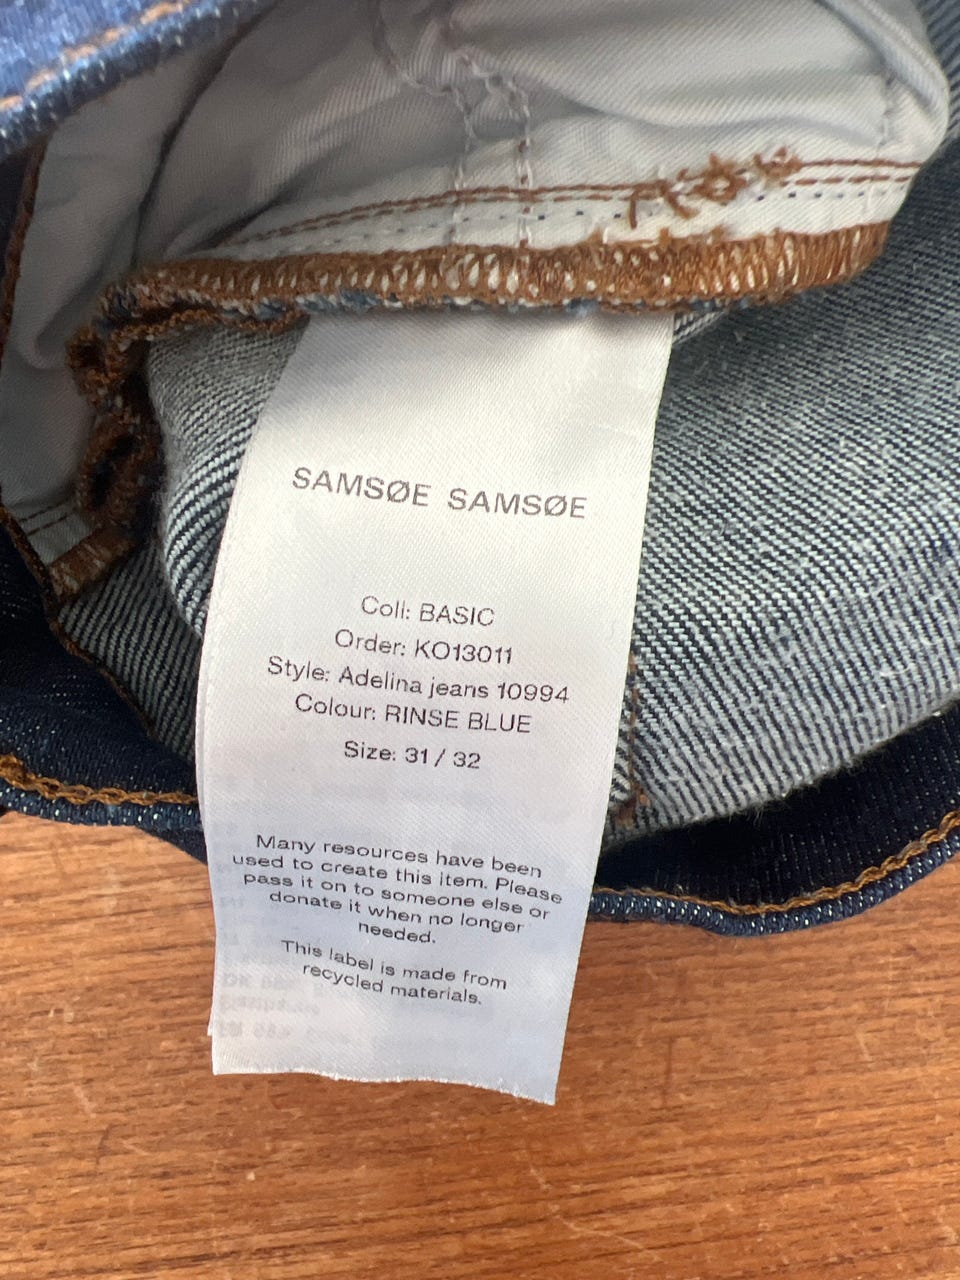 SAMSØE SAMSØE
Coll: BASIC
Order: KO13011
Style: Adelina jeans 10994
Colour: RINSE BLUE
Size: 31 / 32
Many resources have been
used to create this item. Please
pass it on to someone else or
donate it when no longer
needed.
This label is made from
recycled materials.